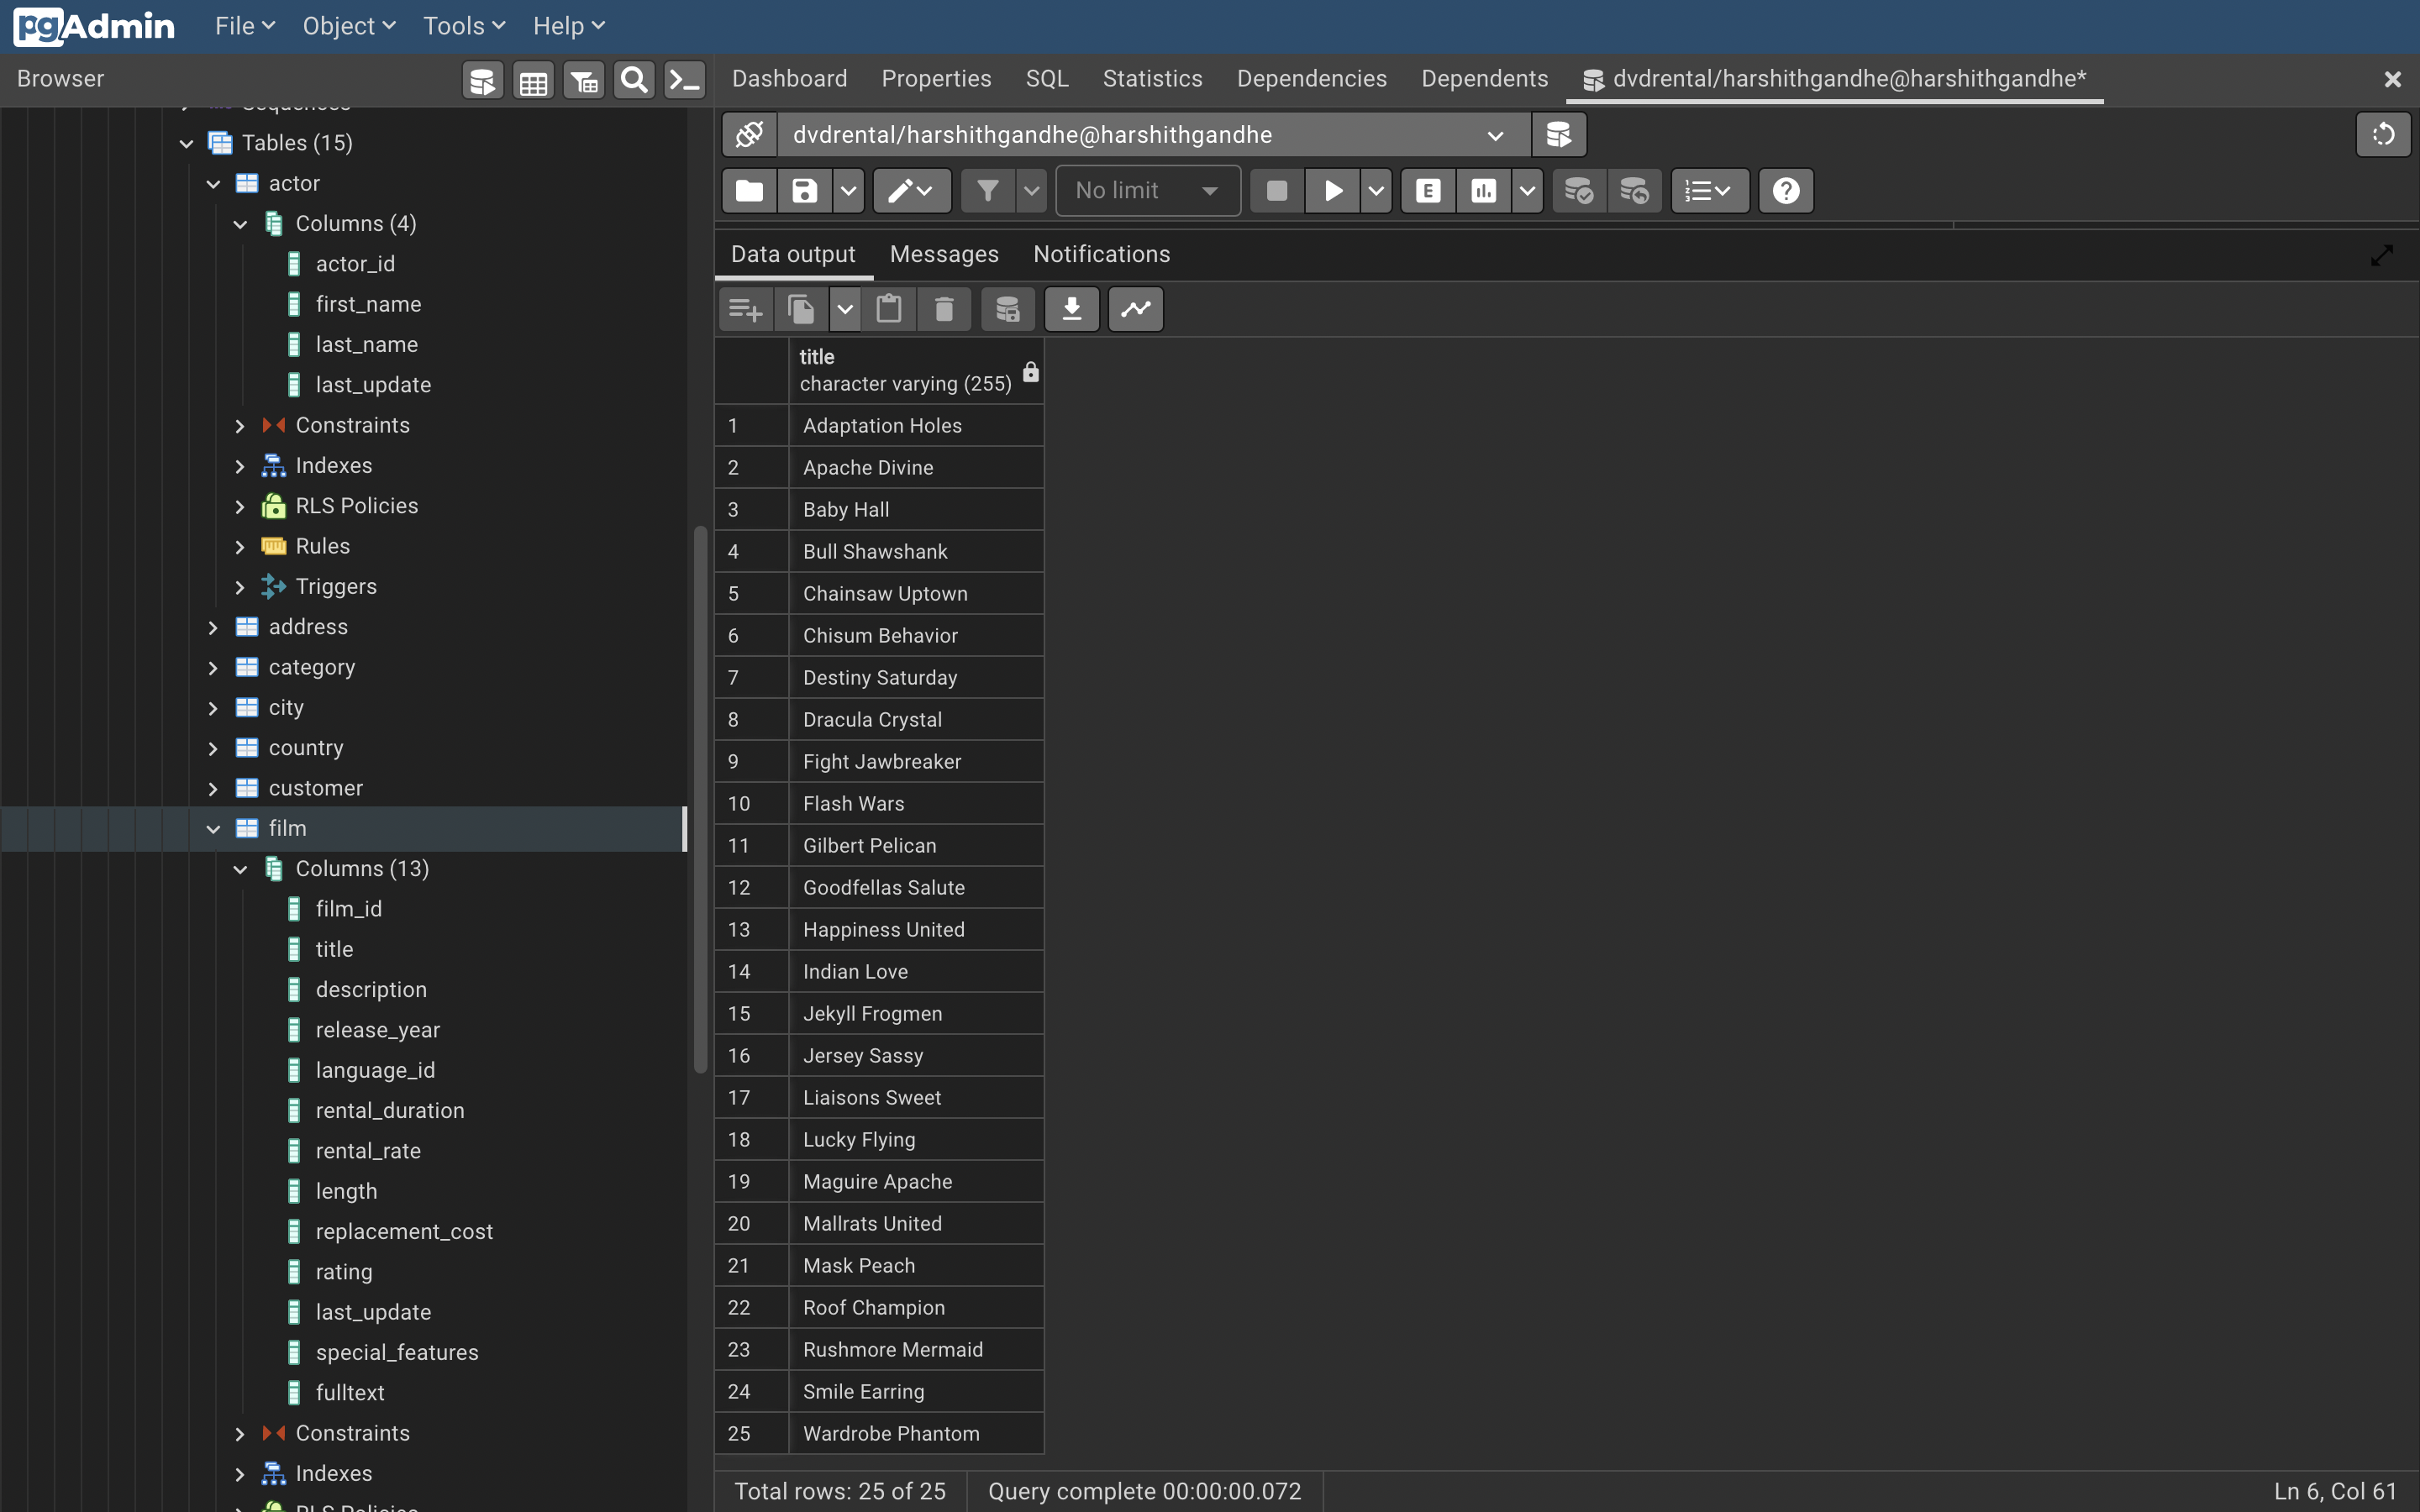 pgAdmin File Object Tools Help
Browser
Dashboard Properties SQL Statistics Dependencies Dependents dvdrental/harshithgandhe@harshithgandhe*
Sequences
Tables (15)
actor
Columns (4)
actor_id
first_name
last_name
last_update
Constraints
Indexes
RLS Policies
Rules
Triggers
address
category
city
country
customer
film
Columns (13)
film_id
title
description
release_year
language_id
rental_duration
rental_rate
length
replacement_cost
rating
last_update
special_features
fulltext
Constraints
Indexes
RLS Policies
dvdrental/harshithgandhe@harshithgandhe
No limit
E
Data output Messages Notifications
title
character varying (255)
1 Adaptation Holes
2 Apache Divine
3 Baby Hall
4 Bull Shawshank
5 Chainsaw Uptown
6 Chisum Behavior
7 Destiny Saturday
8 Dracula Crystal
9 Fight Jawbreaker
10 Flash Wars
11 Gilbert Pelican
12 Goodfellas Salute
13 Happiness United
14 Indian Love
15 Jekyll Frogmen
16 Jersey Sassy
17 Liaisons Sweet
18 Lucky Flying
19 Maguire Apache
20 Mallrats United
21 Mask Peach
22 Roof Champion
23 Rushmore Mermaid
24 Smile Earring
25 Wardrobe Phantom
Total rows: 25 of 25 Query complete 00:00:00.072 Ln 6, Col 61